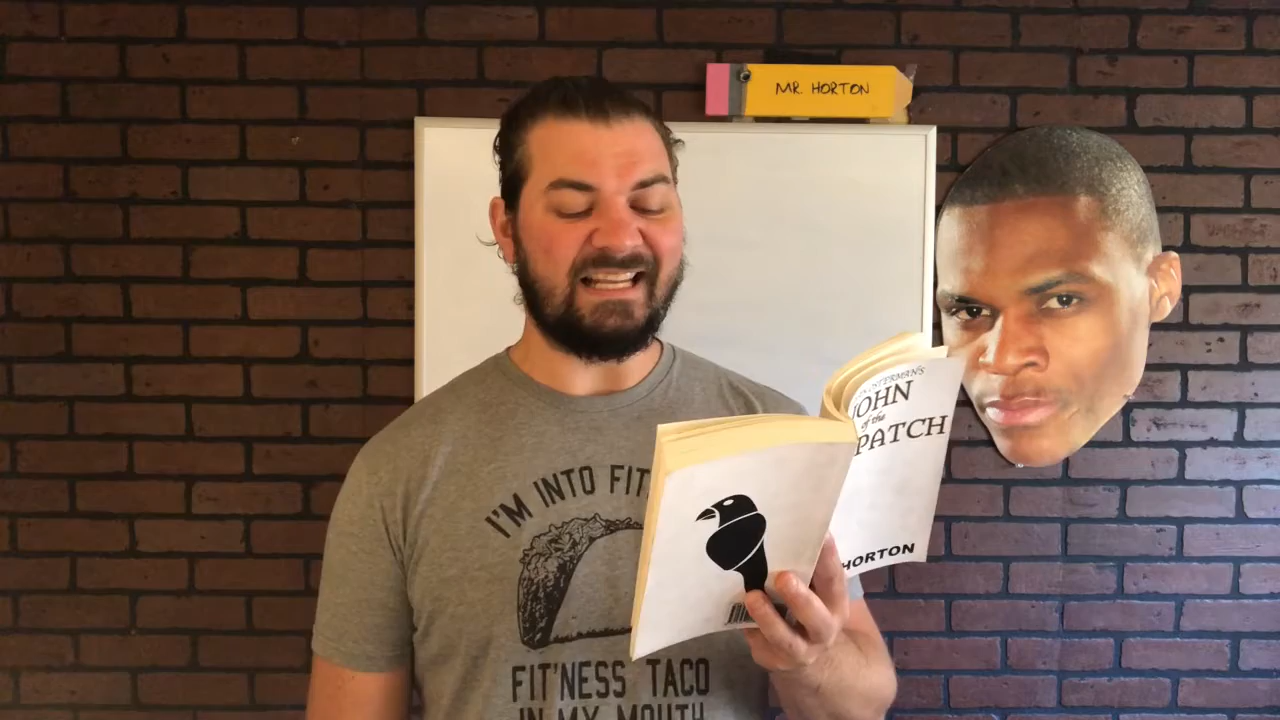 MR. HORTON
JOHN
of the
PATCH
HORTON
I'M INTO FIT
FIT'NESS TACO
IN MY MOUTH